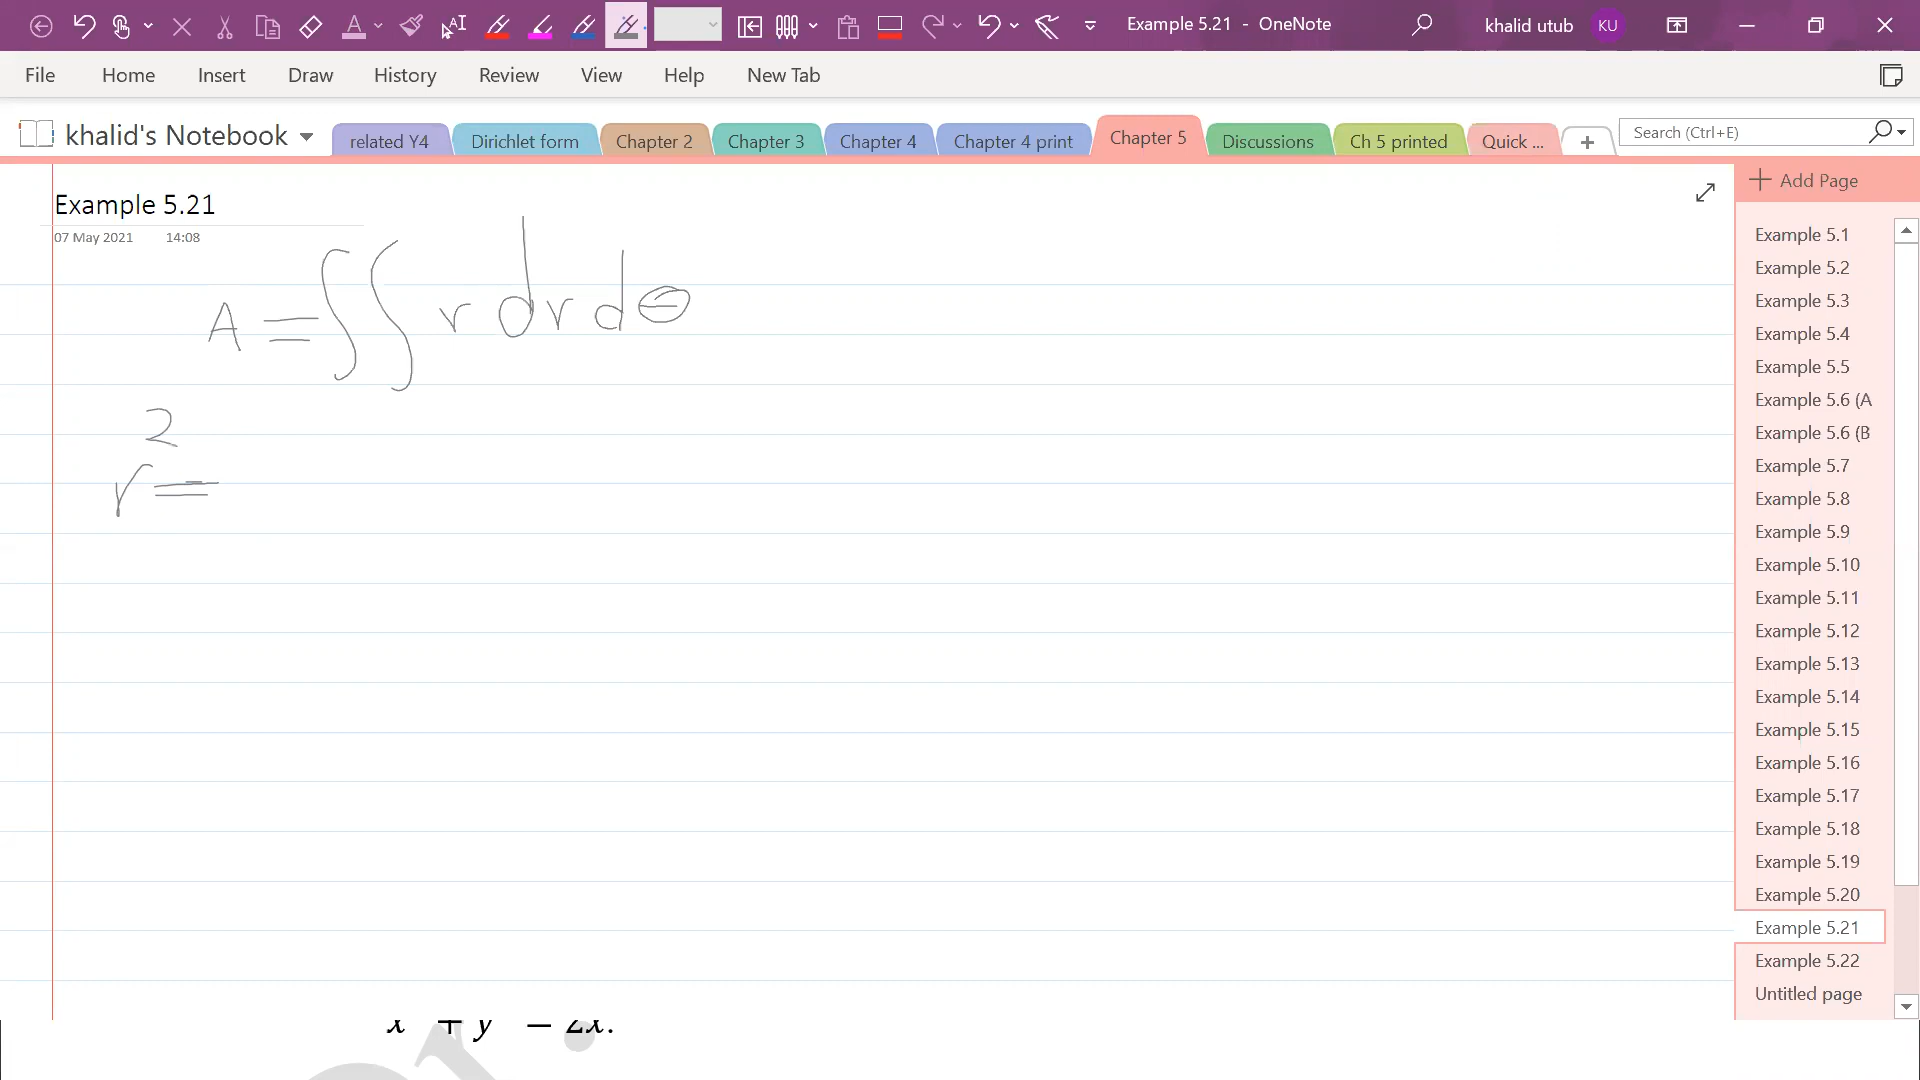 Example 5.21 - OneNote
khalid utub KU
File Home Insert Draw History Review View Help New Tab
khalid's Notebook related Y4 Dirichlet form Chapter 2 Chapter 3 Chapter 4 Chapter 4 print Chapter 5 Discussions Ch 5 printed Quick ... Search (Ctrl+E)
Add Page
Example 5.21
07 May 2021 14:08
A = ∫∫ r dr dθ
2
r =
Example 5.1
Example 5.2
Example 5.3
Example 5.4
Example 5.5
Example 5.6 (A
Example 5.6 (B
Example 5.7
Example 5.8
Example 5.9
Example 5.10
Example 5.11
Example 5.12
Example 5.13
Example 5.14
Example 5.15
Example 5.16
Example 5.17
Example 5.18
Example 5.19
Example 5.20
Example 5.21
Example 5.22
Untitled page
x + y = 2x.